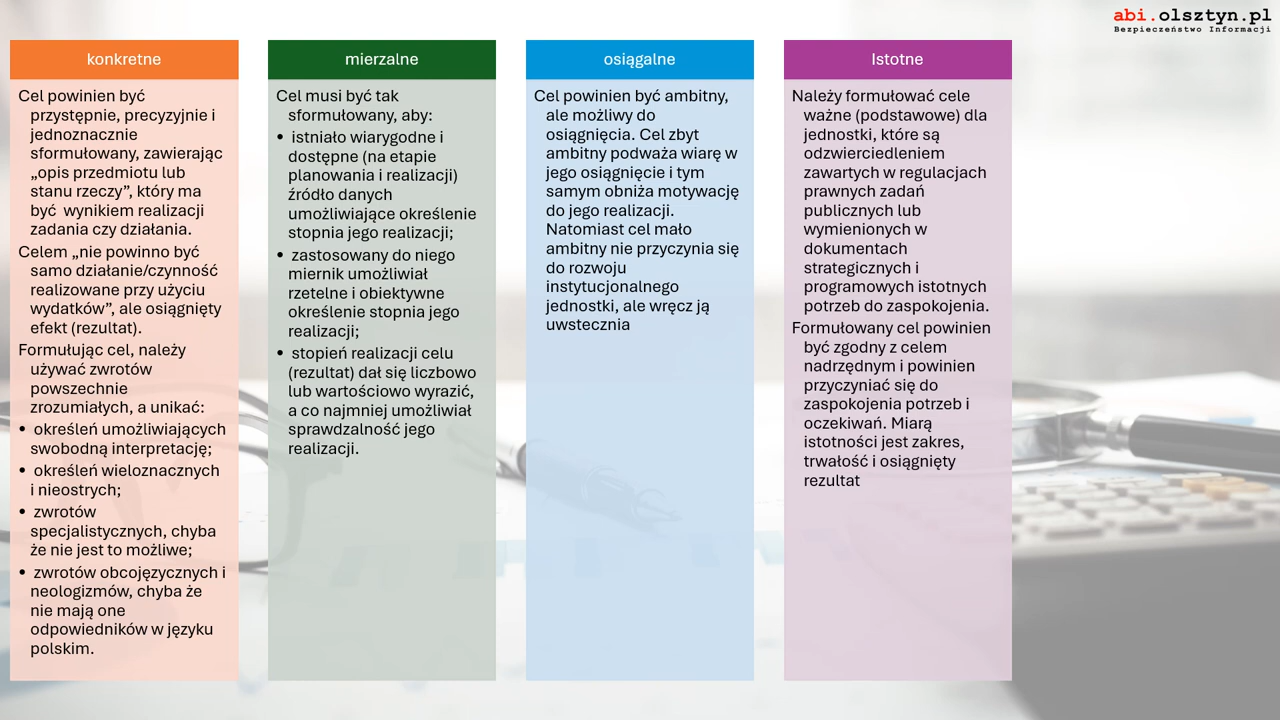 abi.olsztyn.pl
Bezpieczeństwo Informacji
konkretne
Cel powinien być
przystępnie, precyzyjnie i
jednoznacznie
sformułowany, zawierając
„opis przedmiotu lub
stanu rzeczy”, który ma
być  wynikiem realizacji
zadania czy działania.
Celem „nie powinno być
samo działanie/czynność
realizowane przy użyciu
wydatków”, ale osiągnięty
efekt (rezultat).
Formułując cel, należy
używać zwrotów
powszechnie
zrozumiałych, a unikać:
• określeń umożliwiających
swobodną interpretację;
• określeń wieloznacznych
i nieostrych;
• zwrotów
specjalistycznych, chyba
że nie jest to możliwe;
• zwrotów obcojęzycznych i
neologizmów, chyba że
nie mają one
odpowiedników w języku
polskim.
mierzalne
Cel musi być tak
sformułowany, aby:
• istniało wiarygodne i
dostępne (na etapie
planowania i realizacji)
źródło danych
umożliwiające określenie
stopnia jego realizacji;
• zastosowany do niego
miernik umożliwiał
rzetelne i obiektywne
określenie stopnia jego
realizacji;
• stopień realizacji celu
(rezultat) dał się liczbowo
lub wartościowo wyrazić,
a co najmniej umożliwiał
sprawdzalność jego
realizacji.
osiągalne
Cel powinien być ambitny,
ale możliwy do
osiągnięcia. Cel zbyt
ambitny podważa wiarę w
jego osiągnięcie i tym
samym obniża motywację
do jego realizacji.
Natomiast cel mało
ambitny nie przyczynia się
do rozwoju
instytucjonalnego
jednostki, ale wręcz ją
uwstecznia
Istotne
Należy formułować cele
ważne (podstawowe) dla
jednostki, które są
odzwierciedleniem
zawartych w regulacjach
prawnych zadań
publicznych lub
wymienionych w
dokumentach
strategicznych i
programowych istotnych
potrzeb do zaspokojenia.
Formułowany cel powinien
być zgodny z celem
nadrzędnym i powinien
przyczyniać się do
zaspokojenia potrzeb i
oczekiwań. Miarą
istotności jest zakres,
trwałość i osiągnięty
rezultat